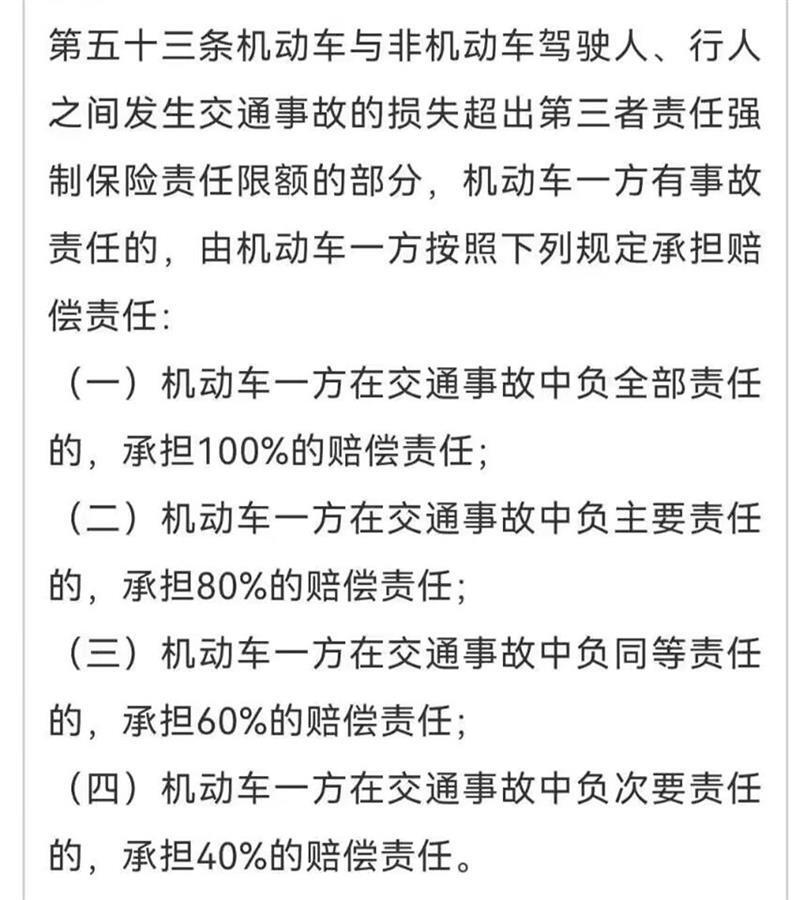 第五十三条机动车与非机动车驾驶人、行人
之间发生交通事故的损失超出第三者责任强
制保险责任限额的部分，机动车一方有事故
责任的，由机动车一方按照下列规定承担赔
偿责任：
（一）机动车一方在交通事故中负全部责任
的，承担100%的赔偿责任；
（二）机动车一方在交通事故中负主要责任
的，承担80%的赔偿责任；
（三）机动车一方在交通事故中负同等责任
的，承担60%的赔偿责任；
（四）机动车一方在交通事故中负次要责任
的，承担40%的赔偿责任。